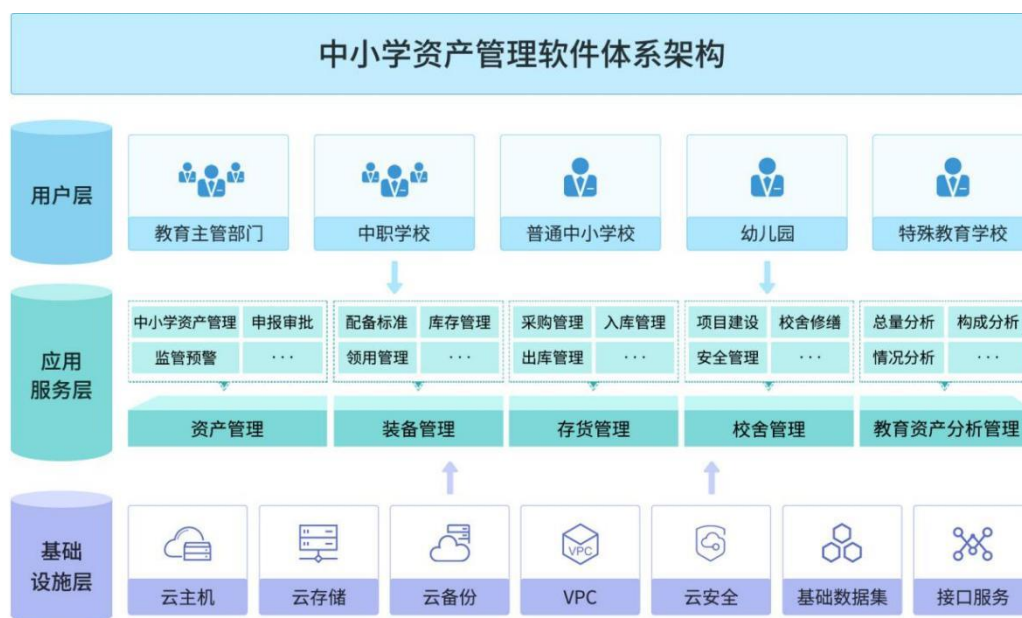 中小学资产管理软件体系架构
用户层
教育主管部门
中职学校
普通中小学校
幼儿园
特殊教育学校
应用
服务层
中小学资产管理 申报审批
监管预警 ···
配备标准 库存管理
领用管理 ···
采购管理 入库管理
出库管理 ···
项目建设 校舍修缮
安全管理 ···
总量分析 构成分析
情况分析 ···
资产管理
装备管理
存货管理
校舍管理
教育资产分析管理
基础
设施层
云主机
云存储
云备份
VPC
VPC
云安全
基础数据集
接口服务